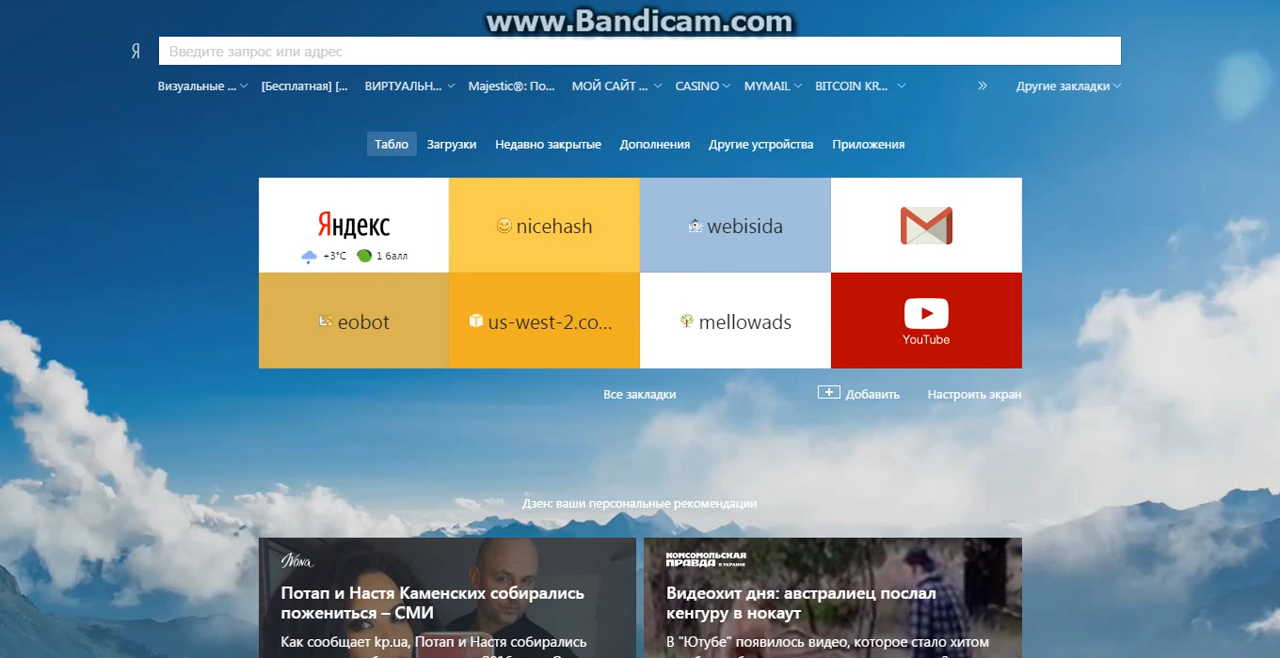 www.Bandicam.com
Я
Введите запрос или адрес
Визуальные ...
[Бесплатная] [...
ВИРТУАЛЬН...
Majestic®: По...
МОЙ САЙТ ...
CASINO
MYMAIL
BITCOIN KR...
»
Другие закладки
Табло
Загрузки
Недавно закрытые
Дополнения
Другие устройства
Приложения
Яндекс
+3°C 1 балл
nicehash
webisida
eobot
us-west-2.co...
mellowads
YouTube
Все закладки
Добавить
Настроить экран
Дзен: ваши персональные рекомендации
Nona
Потап и Настя Каменских собирались
пожениться – СМИ
Как сообщает kp.ua, Потап и Настя собирались
КОМСОМОЛЬСКАЯ
ПРАВДА В УКРАИНЕ
Видеохит дня: австралиец послал
кенгуру в нокаут
В "Ютубе" появилось видео, которое стало хитом